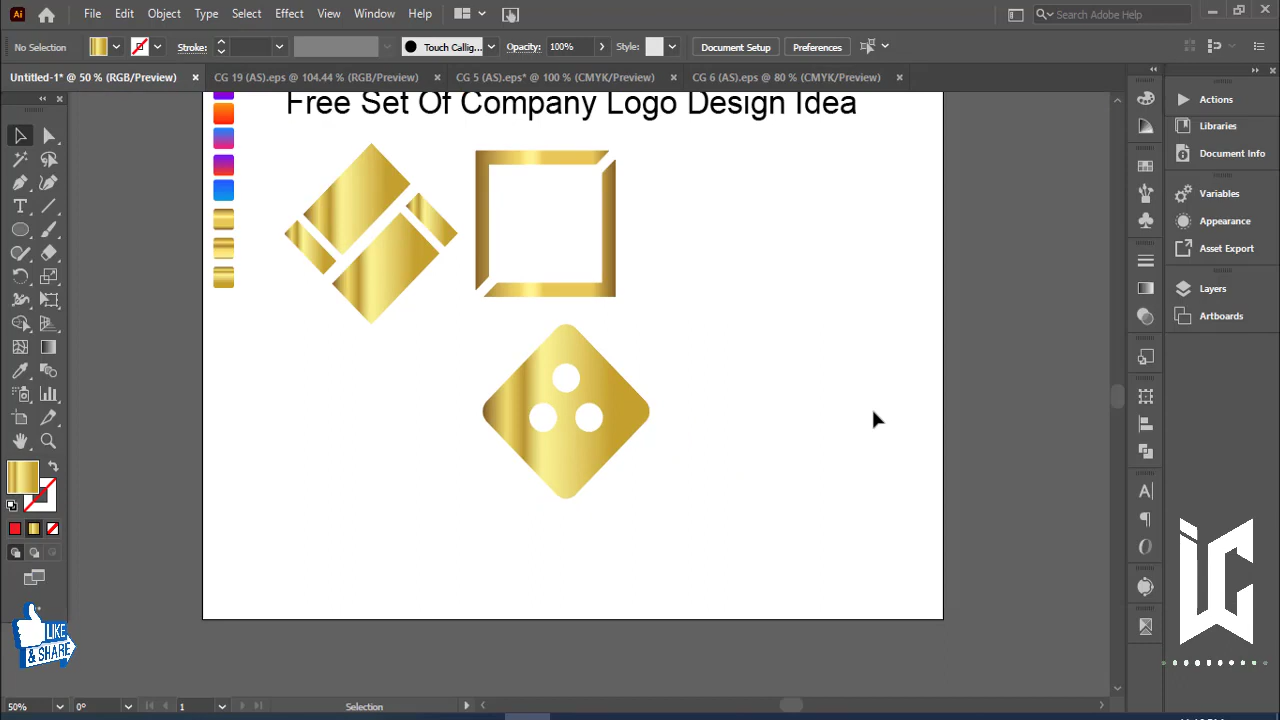 Ai File Edit Object Type Select Effect View Window Help Search Adobe Help
No Selection Stroke: Touch Callig... Opacity: 100% Style: Document Setup Preferences
Untitled-1* @ 50 % (RGB/Preview) × CG 19 (AS).eps @ 104.44 % (RGB/Preview) × CG 5 (AS).eps* @ 100 % (CMYK/Preview) × CG 6 (AS).eps @ 80 % (CMYK/Preview) ×
Free Set Of Company Logo Design Idea
Actions
Libraries
Document Info
Variables
Appearance
Asset Export
Layers
Artboards
LIKE
& SHARE
50% 0° 1 Selection